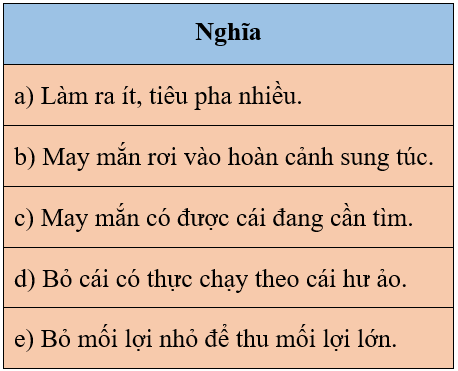 Nghĩa
a) Làm ra ít, tiêu pha nhiều.
b) May mắn rơi vào hoàn cảnh sung túc.
c) May mắn có được cái đang cần tìm.
d) Bỏ cái có thực chạy theo cái hư ảo.
e) Bỏ mối lợi nhỏ để thu mối lợi lớn.